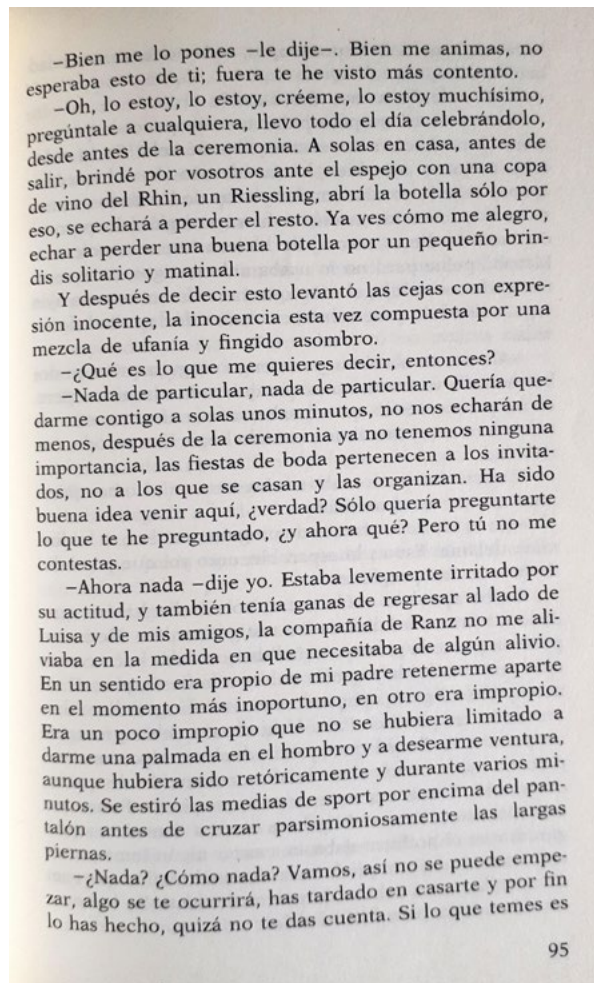 –Bien me lo pones –le dije–. Bien me animas, no
esperaba esto de ti; fuera te he visto más contento.
–Oh, lo estoy, lo estoy, créeme, lo estoy muchísimo,
pregúntale a cualquiera, llevo todo el día celebrándolo,
desde antes de la ceremonia. A solas en casa, antes de
salir, brindé por vosotros ante el espejo con una copa
de vino del Rhin, un Riessling, abrí la botella sólo por
eso, se echará a perder el resto. Ya ves cómo me alegro,
echar a perder una buena botella por un pequeño brin-
dis solitario y matinal.
Y después de decir esto levantó las cejas con expre-
sión inocente, la inocencia esta vez compuesta por una
mezcla de ufanía y fingido asombro.
–¿Qué es lo que me quieres decir, entonces?
–Nada de particular, nada de particular. Quería que-
darme contigo a solas unos minutos, no nos echarán de
menos, después de la ceremonia ya no tenemos ninguna
importancia, las fiestas de boda pertenecen a los invita-
dos, no a los que se casan y las organizan. Ha sido
buena idea venir aquí, ¿verdad? Sólo quería preguntarte
lo que te he preguntado, ¿y ahora qué? Pero tú no me
contestas.
–Ahora nada –dije yo. Estaba levemente irritado por
su actitud, y también tenía ganas de regresar al lado de
Luisa y de mis amigos, la compañía de Ranz no me ali-
viaba en la medida en que necesitaba de algún alivio.
En un sentido era propio de mi padre retenerme aparte
en el momento más inoportuno, en otro era impropio.
Era un poco impropio que no se hubiera limitado a
darme una palmada en el hombro y a desearme ventura,
aunque hubiera sido retóricamente y durante varios mi-
nutos. Se estiró las medias de sport por encima del pan-
talón antes de cruzar parsimoniosamente las largas
piernas.
–¿Nada? ¿Cómo nada? Vamos, así no se puede empe-
zar, algo se te ocurrirá, has tardado en casarte y por fin
lo has hecho, quizá no te das cuenta. Si lo que temes es
95